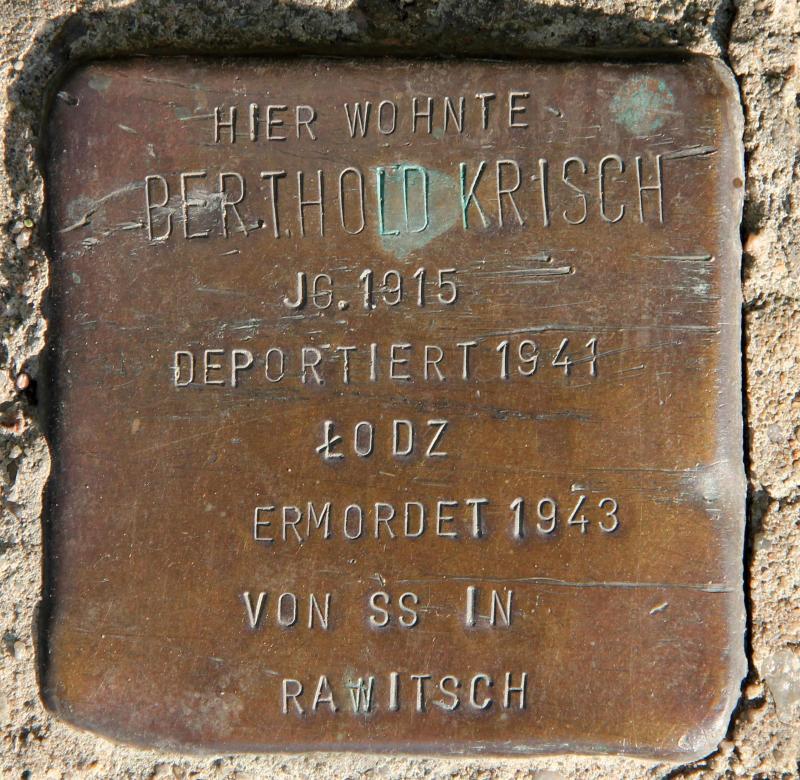 HIER WOHNTE
BERTHOLD KRISCH
JG. 1915
DEPORTIERT 1941
ŁODZ
ERMORDET 1943
VON SS IN
RAWITSCH